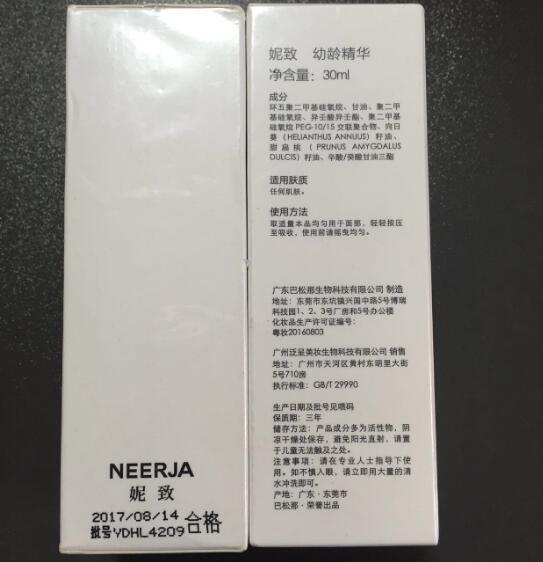 NEERJA
妮致
2017/08/14 合格
批号YDHL4209
妮致 幼龄精华
净含量：30ml
成分
环五聚二甲基硅氧烷、甘油、聚二甲
基硅氧烷、异壬酸异壬酯、聚二甲基
硅氧烷 PEG-10/15 交联聚合物、向日
葵（HELIANTHUS ANNUUS）籽油、
甜扁桃（PRUNUS AMYGDALUS
DULCIS）籽油、辛酸/癸酸甘油三酯
适用肤质
任何肌肤。
使用方法
取适量本品均匀用于面部，轻轻按压
至吸收，使用前请摇曳均匀。
广东巴松那生物科技有限公司 制造
地址：东莞市东坑镇兴国中路5号博瑞
科技园1、2、3号厂房和5号办公楼
化妆品生产许可证编号：
粤妆20160803
广州泛呈美妆生物科技有限公司 销售
地址：广州市天河区黄村东明里大街
5号710房
执行标准：GB/T 29990
生产日期及批号见喷码
保质期：三年
储存方法：产品成分多为活性物，阴
凉干燥处保存，避免阳光直射，请置
于儿童无法触及之处。
注意事项：请在专业人士指导下使
用。如不慎入眼，请立即用大量的清
水冲洗即可。
产地：广东·东莞市
巴松那·荣誉出品